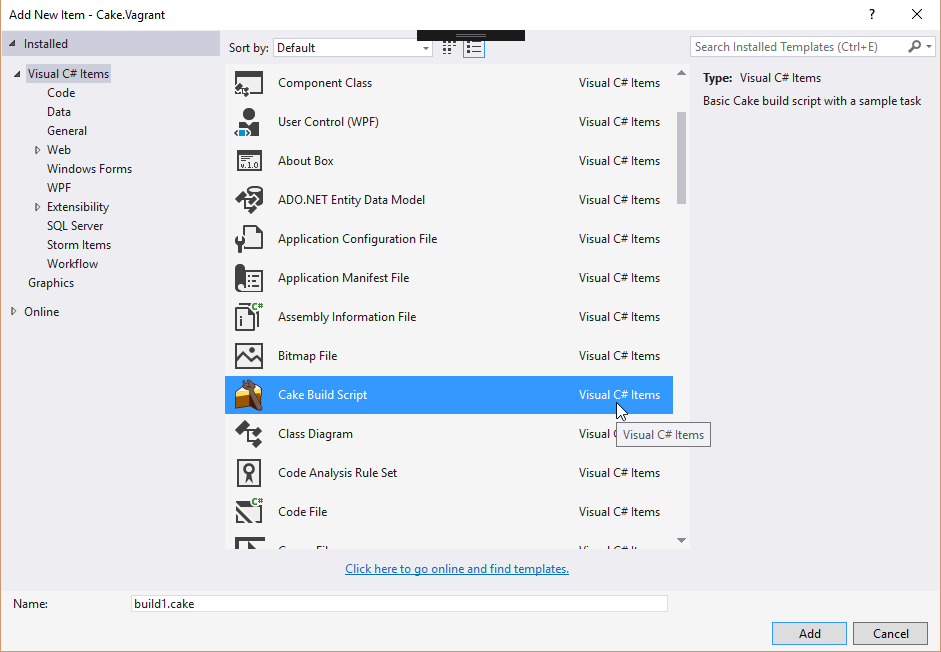 Add New Item - Cake.Vagrant
?
Installed
Sort by: Default
Search Installed Templates (Ctrl+E)
Visual C# Items
Code
Data
General
Web
Windows Forms
WPF
Extensibility
SQL Server
Storm Items
Workflow
Graphics
Online
Component Class Visual C# Items
User Control (WPF) Visual C# Items
About Box Visual C# Items
ADO.NET Entity Data Model Visual C# Items
Application Configuration File Visual C# Items
Application Manifest File Visual C# Items
Assembly Information File Visual C# Items
Bitmap File Visual C# Items
Cake Build Script Visual C# Items
Class Diagram Visual
Visual C# Items
Code Analysis Rule Set Visual C# Items
Code File Visual C# Items
Type: Visual C# Items
Basic Cake build script with a sample task
Click here to go online and find templates.
Name: build1.cake
Add Cancel